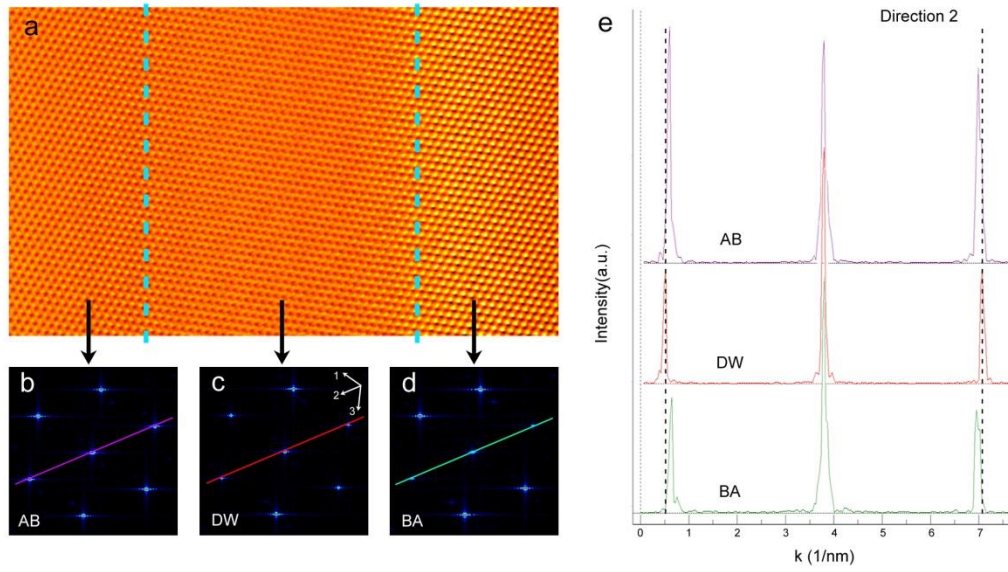 a
b
AB
c
1
2
3
DW
d
BA
e
Direction 2
AB
DW
BA
Intensity(a.u.)
0 1 2 3 4 5 6 7
k (1/nm)